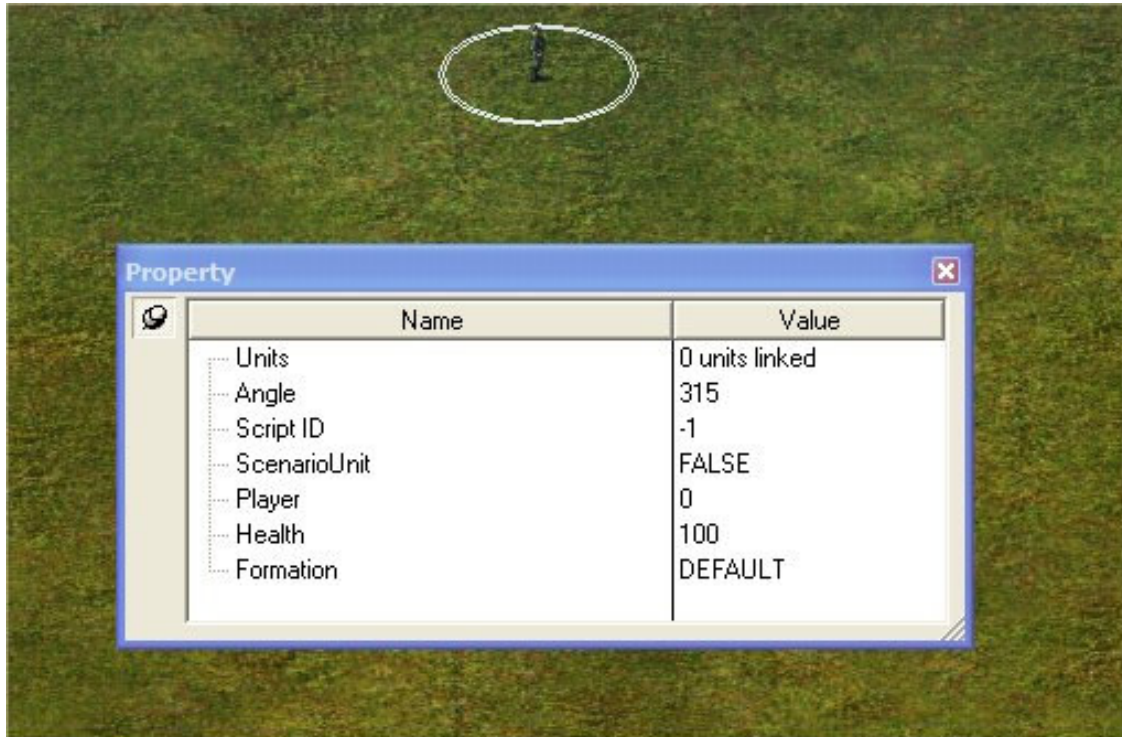 Property
Name Value
Units 0 units linked
Angle 315
Script ID -1
ScenarioUnit FALSE
Player 0
Health 100
Formation DEFAULT